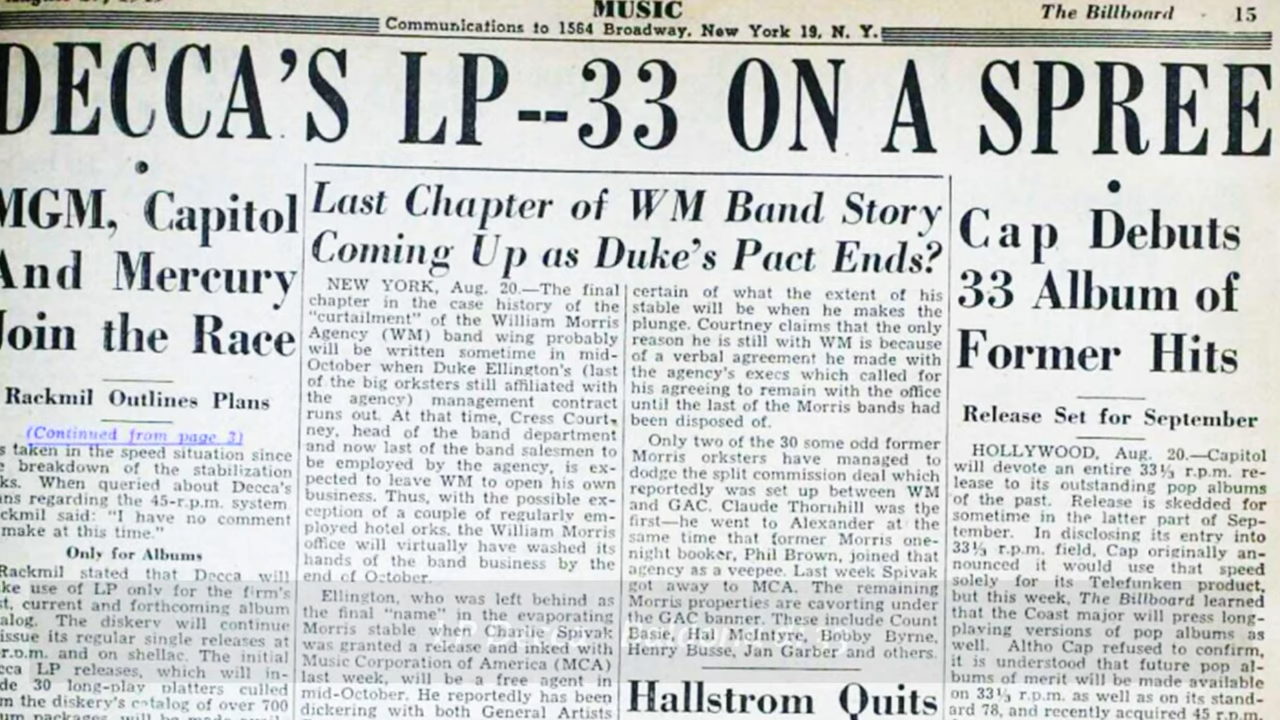 MUSIC
The Billboard - 15
Communications to 1564 Broadway, New York 19, N. Y.
DECCA'S LP--33 ON A SPREE
MGM, Capitol
And Mercury
Join the Race
Rackmil Outlines Plans
(Continued from page 3)
taken in the speed situation since
breakdown of the stabilization
When queried about Decca's
regarding the 45-r.p.m. system
said: "I have no comment
make at this time."
Only for Albums
Rackmil stated that Decca will
use of LP only for the firm's
current and forthcoming album
The diskery will continue
issue its regular single releases at
r.p.m. and on shellac. The initial
LP releases, which will in-
30 long-play platters culled
the diskery's catalog of over 700
Last Chapter of WM Band Story
Coming Up as Duke's Pact Ends?
NEW YORK, Aug. 20.—The final
chapter in the case history of the
"curtailment" of the William Morris
Agency (WM) band wing probably
will be written sometime in mid-
October when Duke Ellington's (last
of the big orksters still affiliated with
the agency) management contract
runs out. At that time, Cress Court-
ney, head of the band department
and now last of the band salesmen to
be employed by the agency, is ex-
pected to leave WM to open his own
business. Thus, with the possible ex-
ception of a couple of regularly em-
ployed hotel orks, the William Morris
office will virtually have washed its
hands of the band business by the
end of October.
Ellington, who was left behind as
the final "name" in the evaporating
Morris stable when Charlie Spivak
was granted a release and inked with
Music Corporation of America (MCA)
last week, will be a free agent in
mid-October. He reportedly has been
dickering with both General Artists
certain of what the extent of his
stable will be when he makes the
plunge. Courtney claims that the only
reason he is still with WM is because
of a verbal agreement he made with
the agency's execs which called for
his agreeing to remain with the office
until the last of the Morris bands had
been disposed of.
Only two of the 30 some odd former
Morris orksters have managed to
dodge the split commission deal which
reportedly was set up between WM
and GAC. Claude Thornhill was the
first—he went to Alexander at the
same time that former Morris one-
night booker, Phil Brown, joined that
agency as a veepee. Last week Spivak
got away to MCA. The remaining
Morris properties are cavorting under
the GAC banner. These include Count
Basie, Hal McIntyre, Bobby Byrne,
Henry Busse, Jan Garber and others.
Hallstrom Quits
Cap Debuts
33 Album of
Former Hits
Release Set for September
HOLLYWOOD, Aug. 20.—Capitol
will devote an entire 33⅓ r.p.m. re-
lease to its outstanding pop albums
of the past. Release is skedded for
sometime in the latter part of Sep-
tember. In disclosing its entry into
33⅓ r.p.m. field, Cap originally an-
nounced it would use that speed
solely for its Telefunken product,
but this week, The Billboard learned
that the Coast major will press long-
playing versions of pop albums as
well. Altho Cap refused to confirm,
it is understood that future pop al-
bums of merit will be made available
on 33⅓ r.p.m. as well as on its stand-
ard 78, and recently acquired 45 r.p.m.